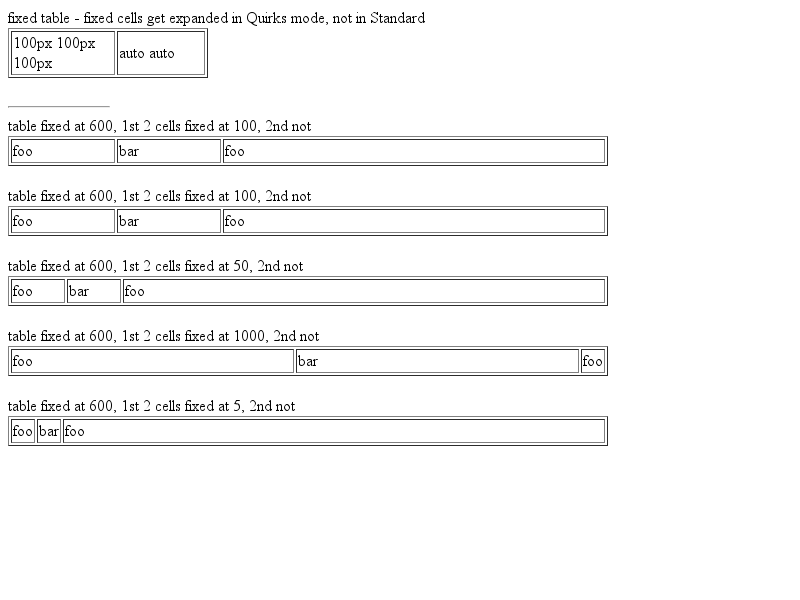 fixed table - fixed cells get expanded in Quirks mode, not in Standard
100px 100px
100px
auto auto
table fixed at 600, 1st 2 cells fixed at 100, 2nd not
foo bar foo
table fixed at 600, 1st 2 cells fixed at 100, 2nd not
foo bar foo
table fixed at 600, 1st 2 cells fixed at 50, 2nd not
foo bar foo
table fixed at 600, 1st 2 cells fixed at 1000, 2nd not
foo bar foo
table fixed at 600, 1st 2 cells fixed at 5, 2nd not
foo bar foo